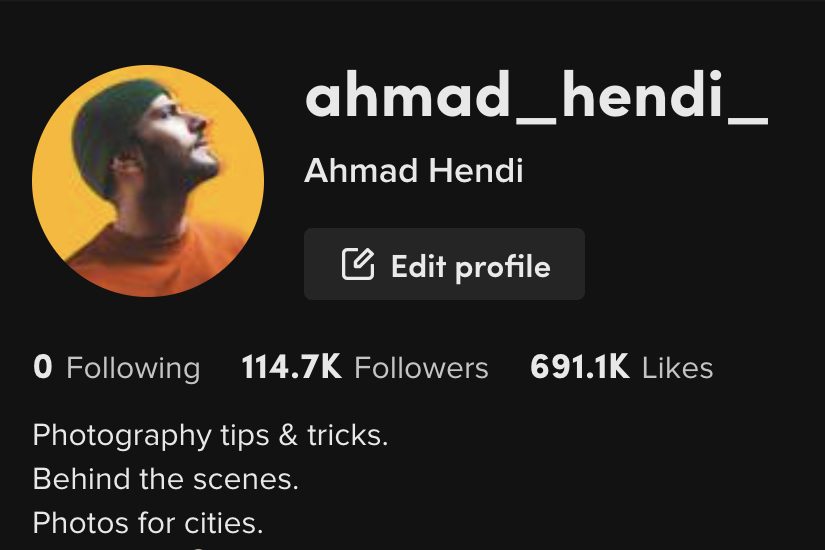 ahmad_hendi_
Ahmad Hendi
Edit profile
0 Following 114.7K Followers 691.1K Likes
Photography tips & tricks.
Behind the scenes.
Photos for cities.